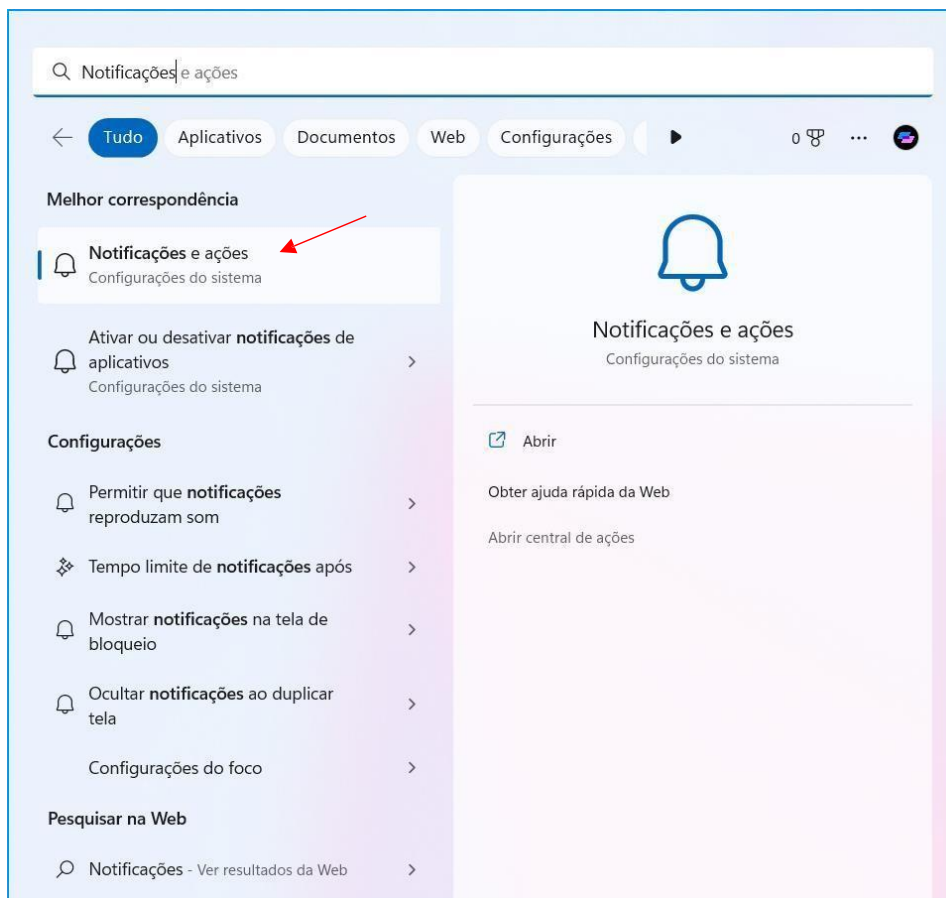 Notificações e ações
Tudo Aplicativos Documentos Web Configurações 0
Melhor correspondência
Notificações e ações
Configurações do sistema
Ativar ou desativar notificações de
aplicativos
Configurações do sistema
Configurações
Permitir que notificações
reproduzam som
Tempo limite de notificações após
Mostrar notificações na tela de
bloqueio
Ocultar notificações ao duplicar
tela
Configurações do foco
Pesquisar na Web
Notificações - Ver resultados da Web
Notificações e ações
Configurações do sistema
Abrir
Obter ajuda rápida da Web
Abrir central de ações